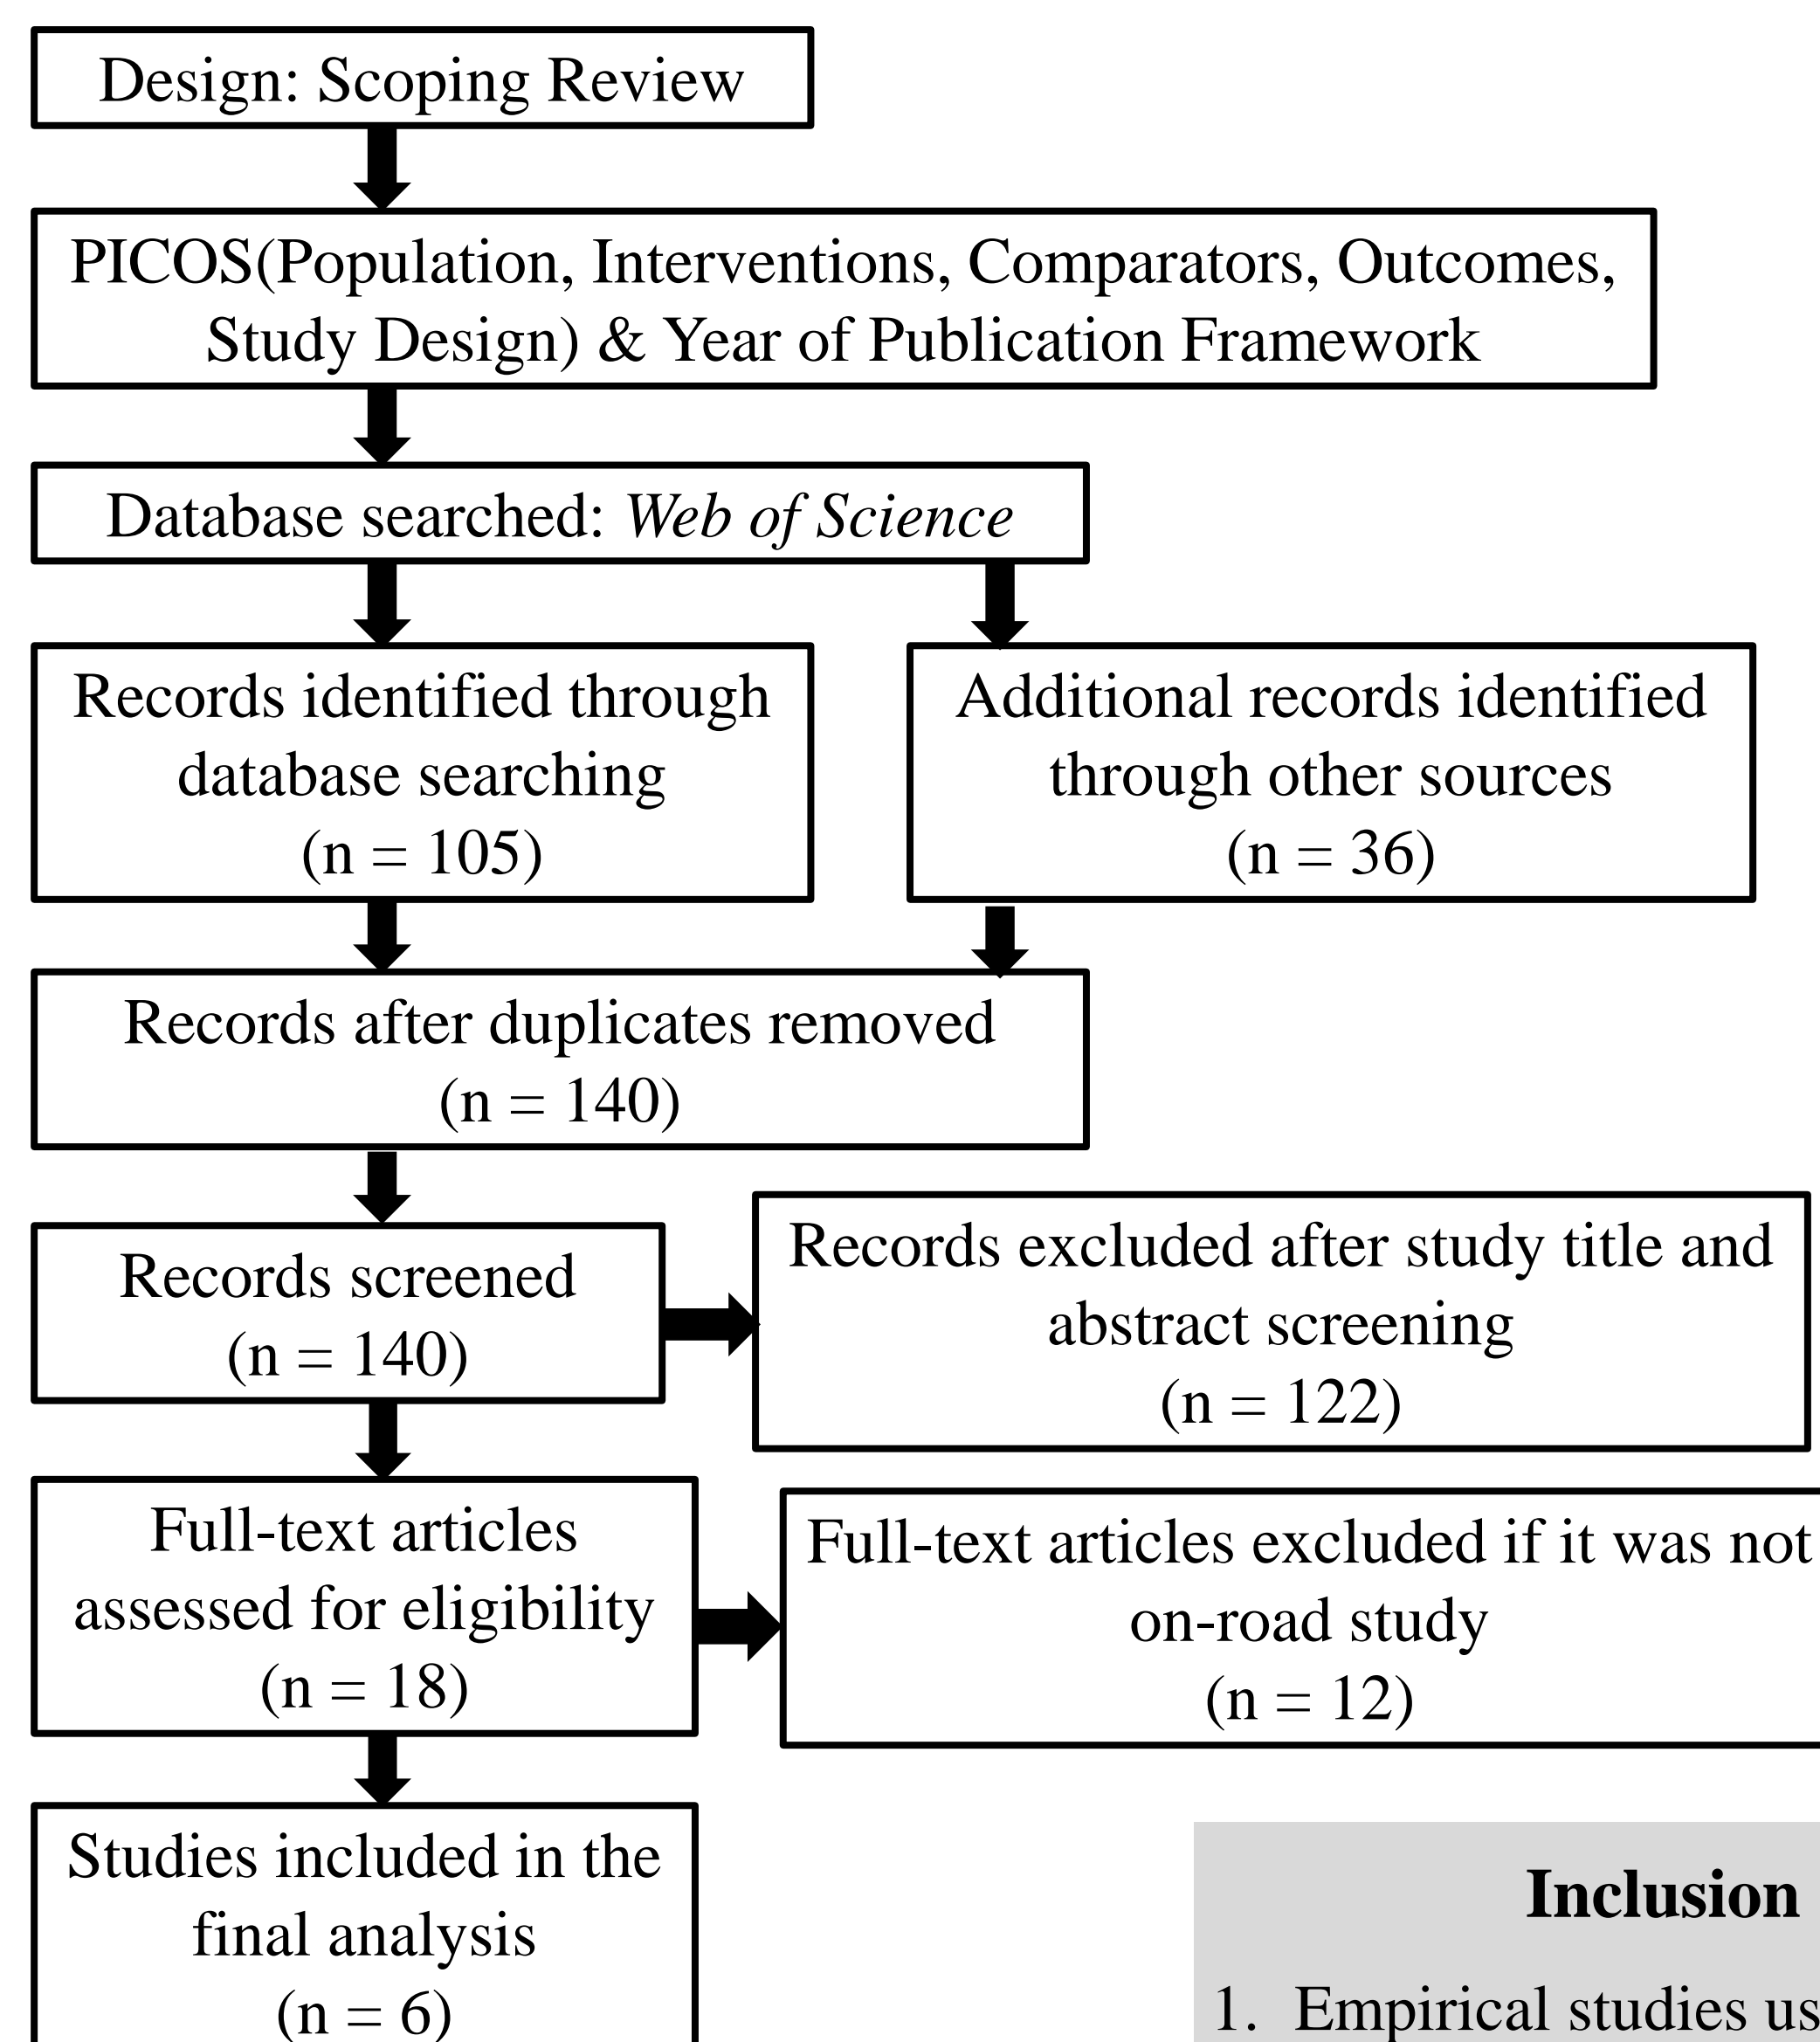 Design: Scoping Review
PICOS(Population, Interventions, Comparators, Outcomes,
Study Design) & Year of Publication Framework
Database searched: Web of Science
Records identified through
database searching
(n = 105)
Additional records identified
through other sources
(n = 36)
Records after duplicates removed
(n = 140)
Records screened
(n = 140)
Records excluded after study title and
abstract screening
(n = 122)
Full-text articles
assessed for eligibility
(n = 18)
Full-text articles excluded if it was not
on-road study
(n = 12)
Studies included in the
final analysis
(n = 6)
Inclusion
1. Empirical studies